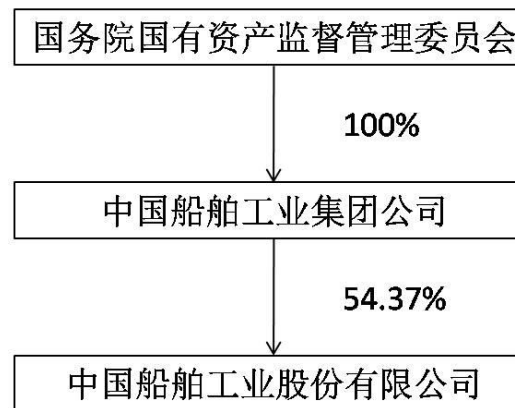 国务院国有资产监督管理委员会
100%
中国船舶工业集团公司
54.37%
中国船舶工业股份有限公司